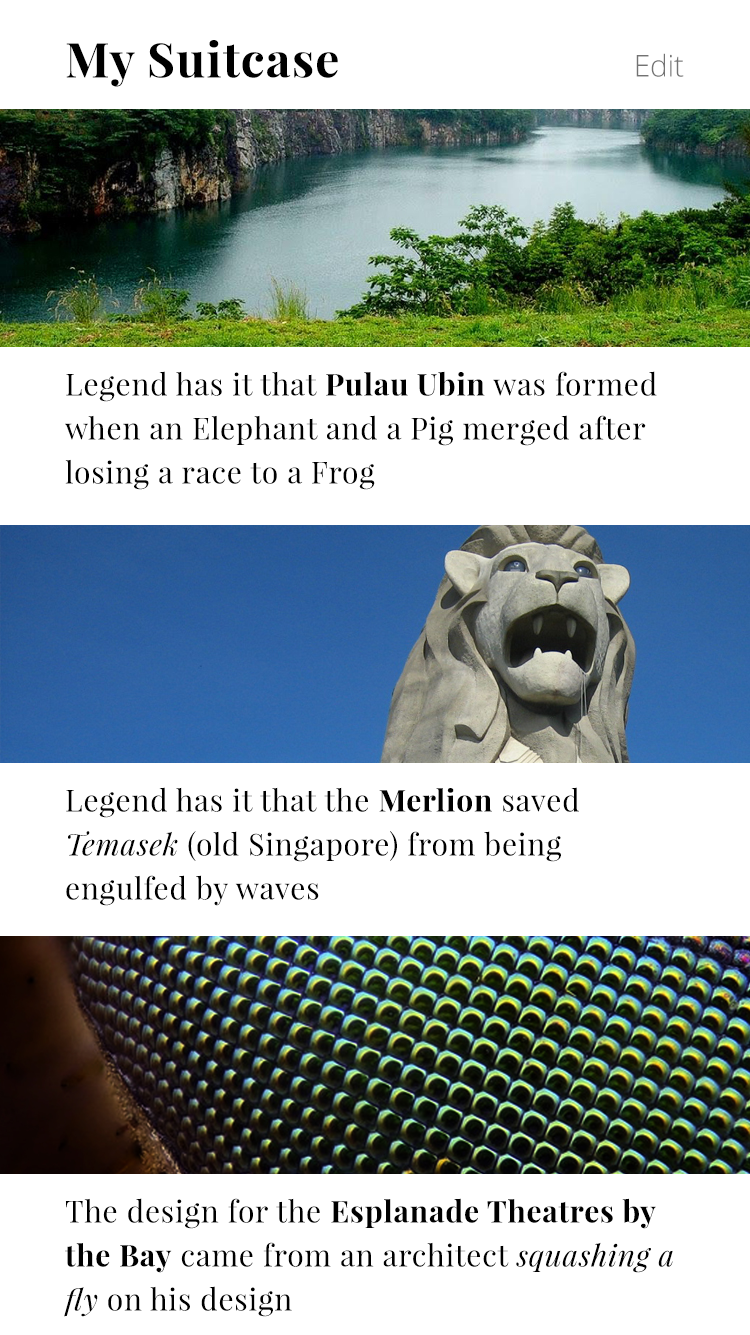 My Suitcase
Edit
Legend has it that Pulau Ubin was formed
when an Elephant and a Pig merged after
losing a race to a Frog
Legend has it that the Merlion saved
Temasek (old Singapore) from being
engulfed by waves
The design for the Esplanade Theatres by
the Bay came from an architect squashing a
fly on his design